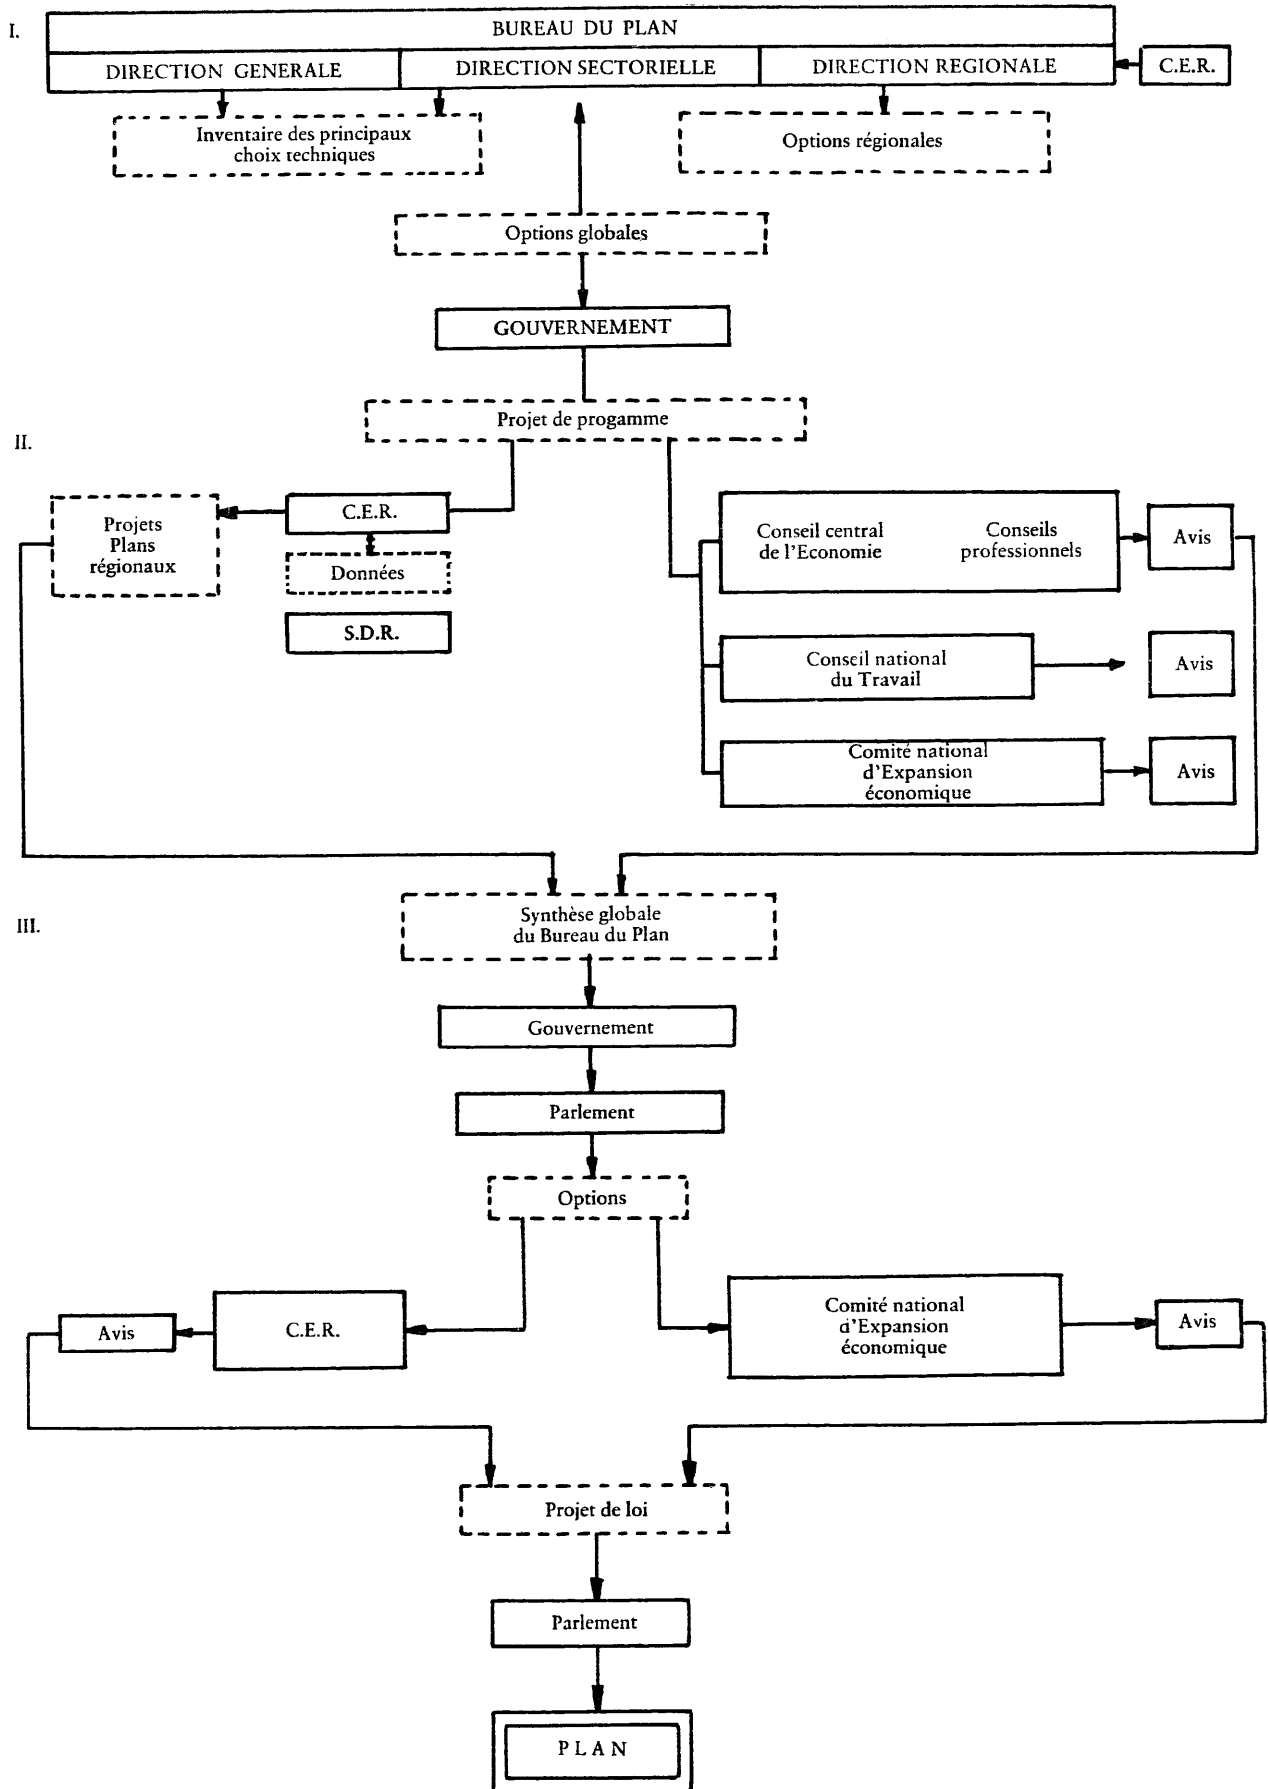 I.
BUREAU DU PLAN
DIRECTION GENERALE
DIRECTION SECTORIELLE
DIRECTION REGIONALE
C.E.R.
Inventaire des principaux
choix techniques
Options régionales
Options globales
GOUVERNEMENT
Projet de progamme
II.
Projets
Plans
régionaux
C.E.R.
Données
S.D.R.
Conseil central
de l'Economie
Conseils
professionnels
Avis
Conseil national
du Travail
Avis
Comité national
d'Expansion
économique
Avis
III.
Synthèse globale
du Bureau du Plan
Gouvernement
Parlement
Options
Avis
C.E.R.
Comité national
d'Expansion
économique
Avis
Projet de loi
Parlement
PLAN